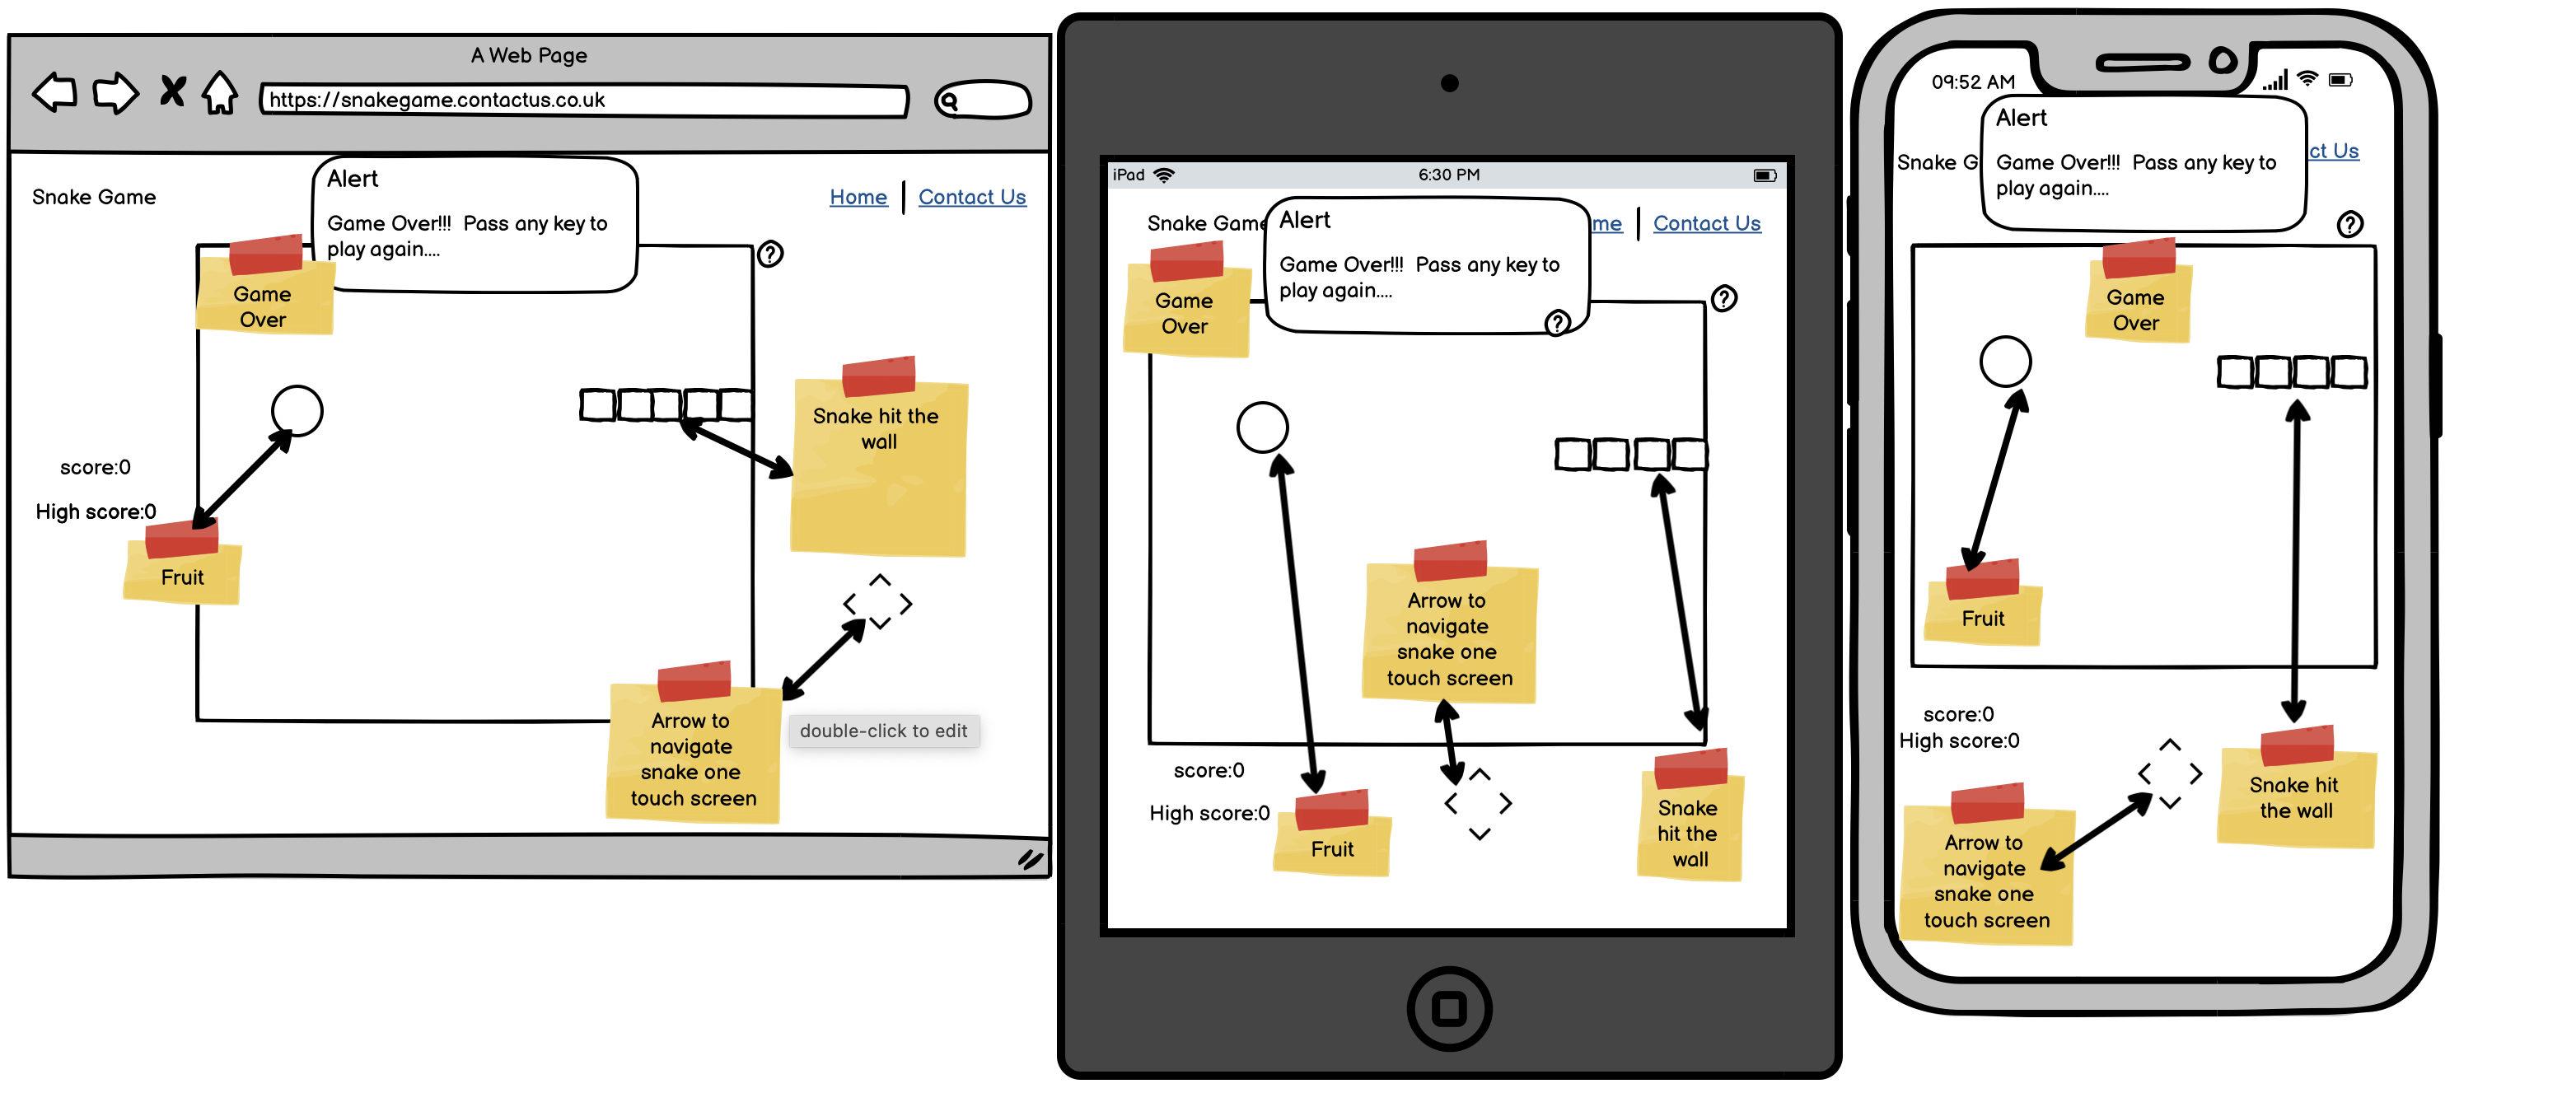 A Web Page
https://snakegame.contactus.co.uk
Snake Game
Home
Contact Us
Alert
Game Over!!! Pass any key to
play again....
Game
Over
?
Snake hit the
wall
score:0
High score:0
Fruit
Arrow to
navigate
snake one
touch screen
double-click to edit
iPad
6:30 PM
Snake Game
me
Contact Us
Alert
Game Over!!! Pass any key to
play again....
?
?
Game
Over
Arrow to
navigate
snake one
touch screen
score:0
High score:0
Fruit
Snake
hit the
wall
09:52 AM
Snake G
ct Us
Alert
Game Over!!! Pass any key to
play again....
?
Game
Over
Fruit
score:0
High score:0
Snake hit
the wall
Arrow to
navigate
snake one
touch screen